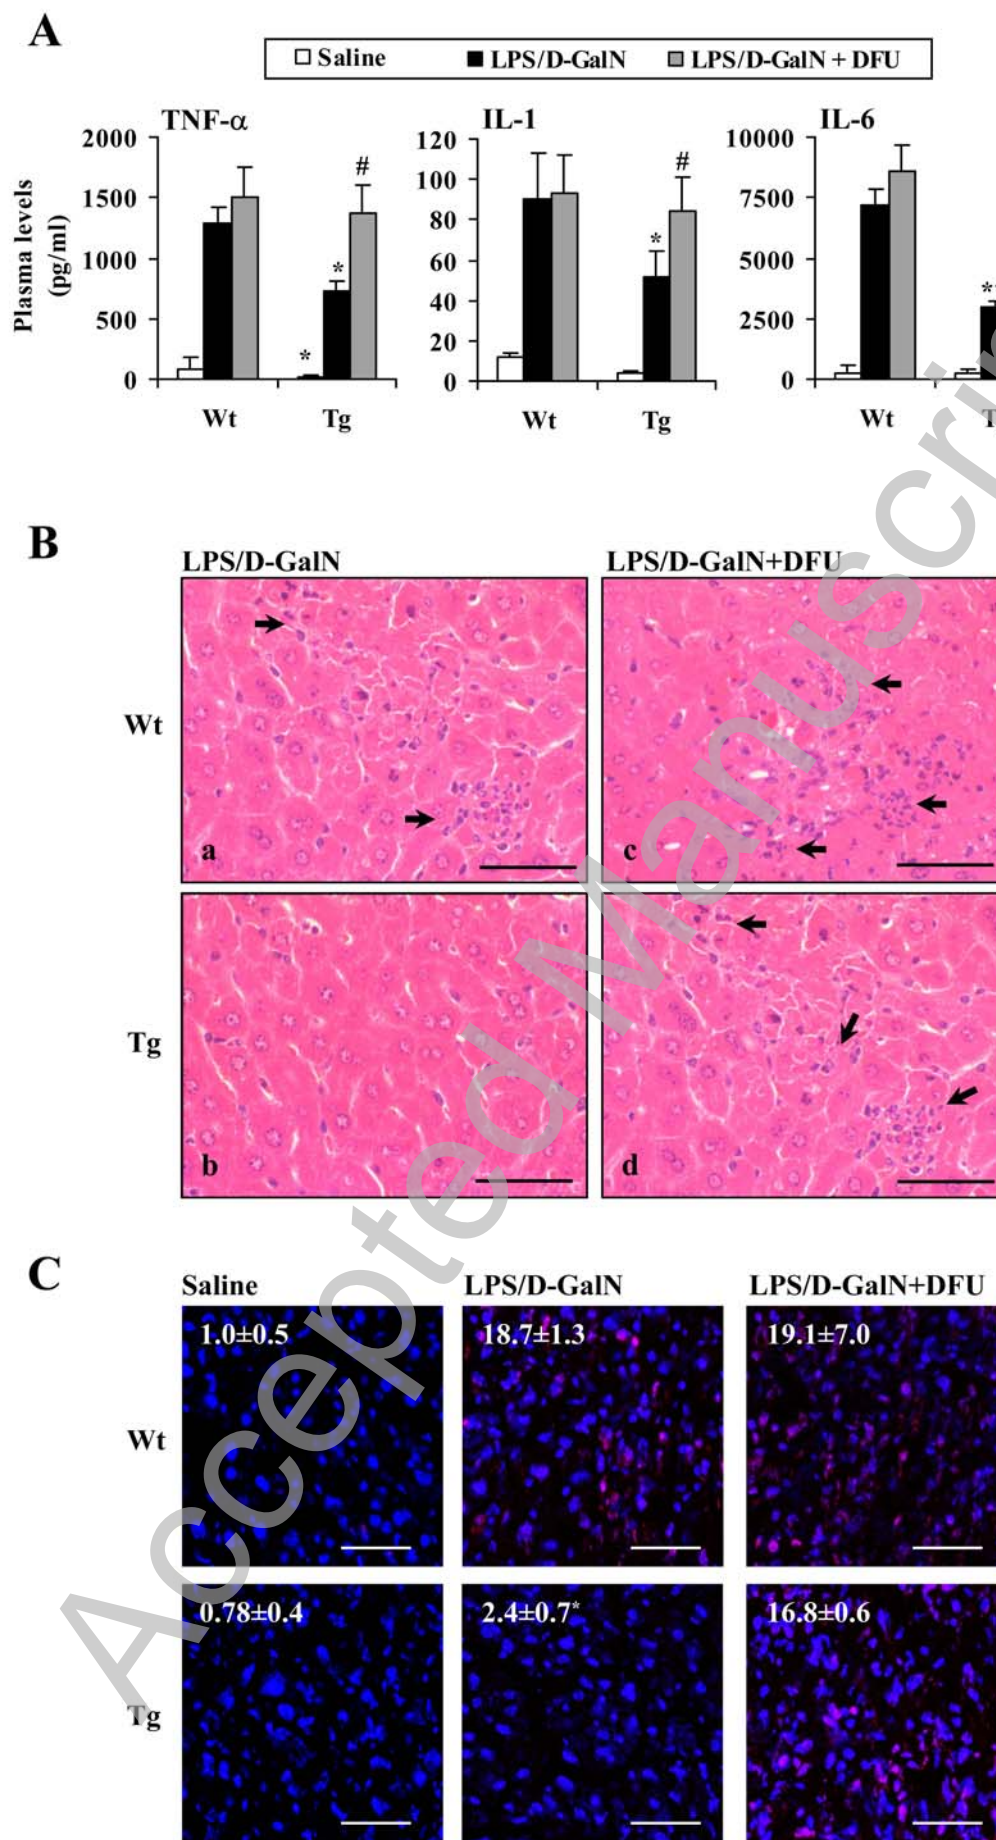 A
Saline LPS/D-GalN LPS/D-GalN + DFU
TNF-α IL-1 IL-6
Plasma levels
(pg/ml)
2000
1500
1000
500
0
* * #
Wt Tg
120
100
80
60
40
20
0
* #
Wt Tg
10000
7500
5000
2500
0
*
Wt T
B
LPS/D-GalN LPS/D-GalN+DFU
Wt
a c
Tg
b d
C
Saline LPS/D-GalN LPS/D-GalN+DFU
Wt
1.0±0.5 18.7±1.3 19.1±7.0
Tg
0.78±0.4 2.4±0.7* 16.8±0.6
Accepted Manuscri